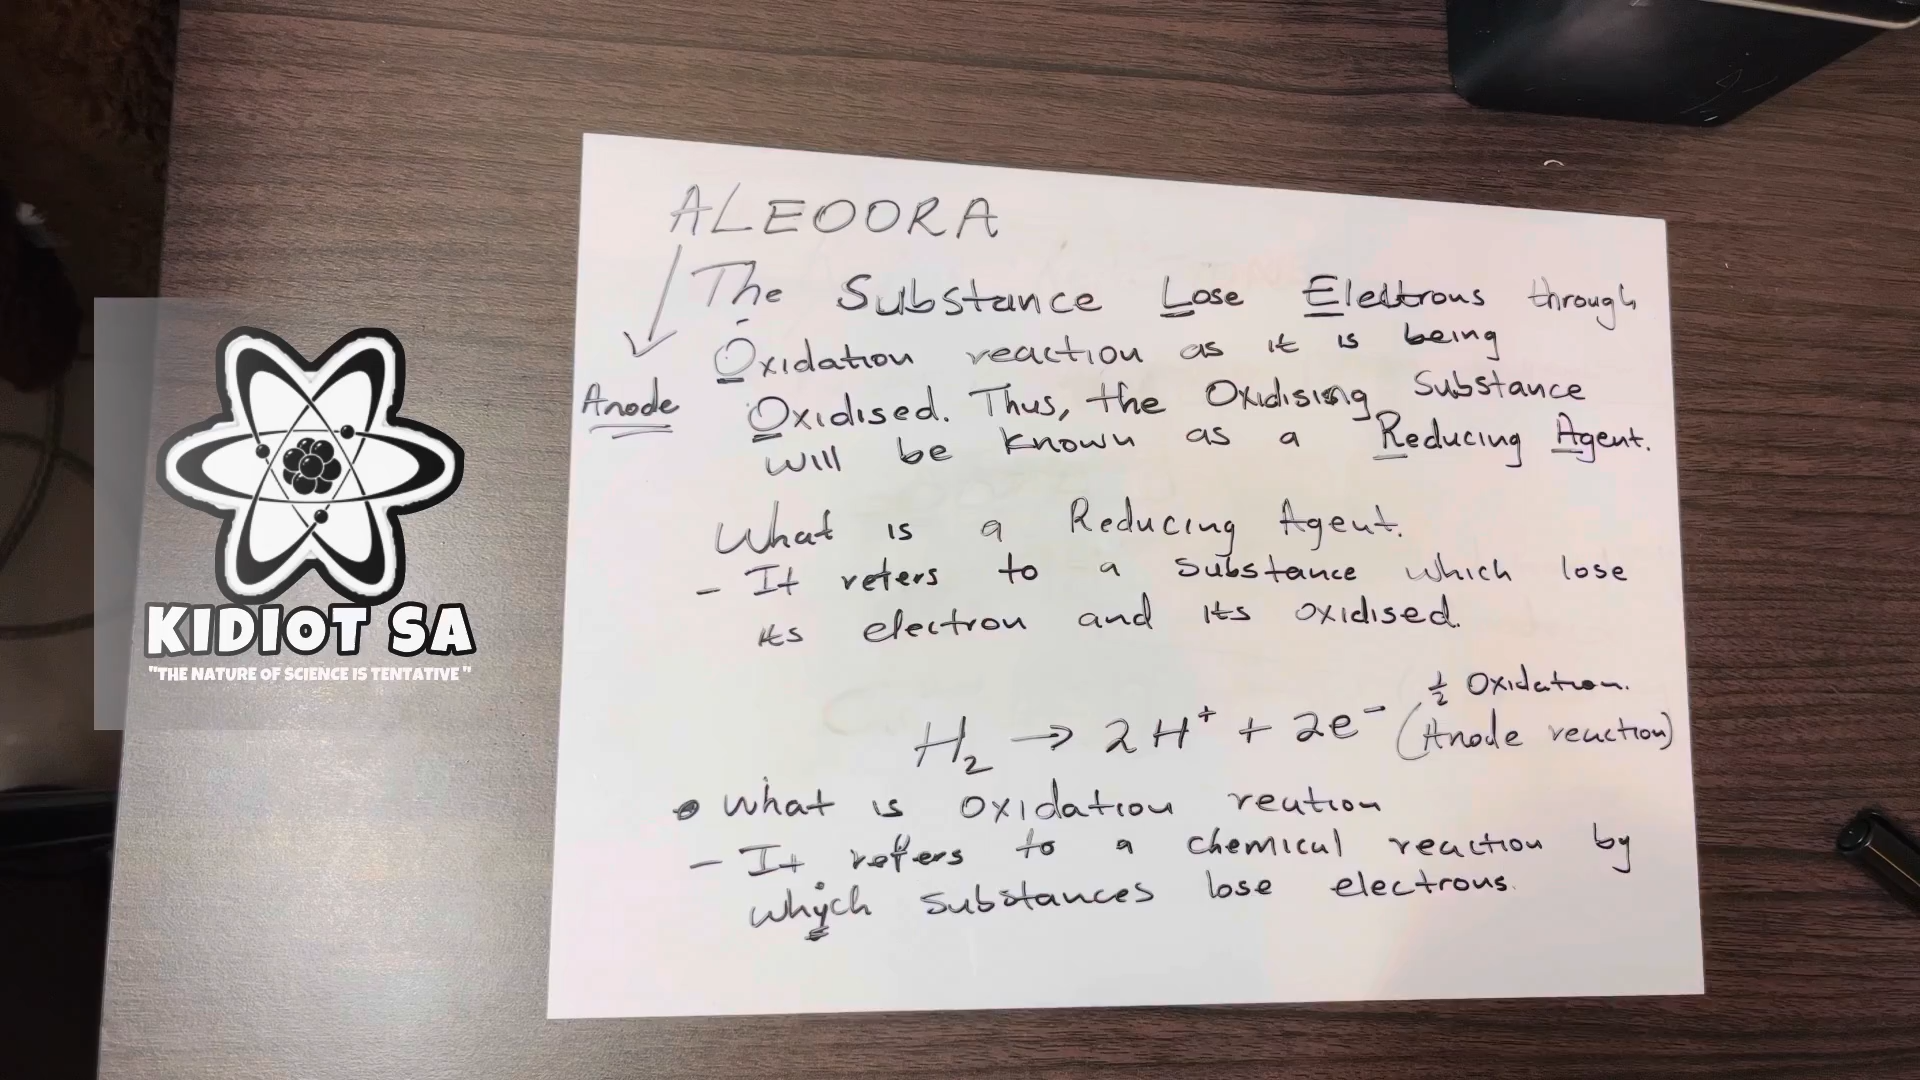 ALEOORA
The Substance Lose Electrons through
Oxidation reaction as it is being
Anode
Oxidised. Thus, the Oxidising Substance
will be known as a Reducing Agent.
What is a Reducing Agent.
- It refers to a substance which lose
its electron and its oxidised.
½ Oxidation.
H₂ → 2H⁺ + 2e⁻ (Anode reaction)
• What is oxidation reaction
- It refers to a chemical reaction by
which substances lose electrons.
KIDIOT SA
"THE NATURE OF SCIENCE IS TENTATIVE"